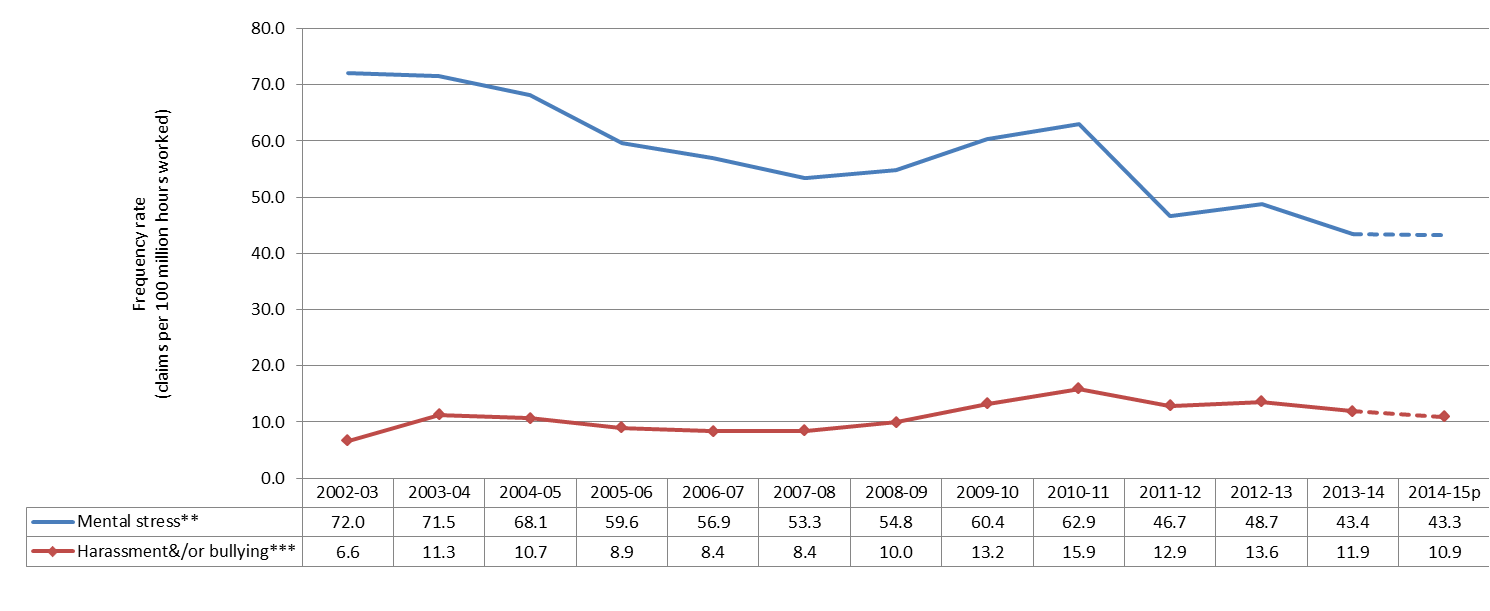 80.0
70.0
60.0
50.0
40.0
30.0
20.0
10.0
0.0
Frequency rate
(claims per 100 million hours worked)
2002-03 2003-04 2004-05 2005-06 2006-07 2007-08 2008-09 2009-10 2010-11 2011-12 2012-13 2013-14 2014-15p
Mental stress** 72.0 71.5 68.1 59.6 56.9 53.3 54.8 60.4 62.9 46.7 48.7 43.4 43.3
Harassment&/or bullying*** 6.6 11.3 10.7 8.9 8.4 8.4 10.0 13.2 15.9 12.9 13.6 11.9 10.9